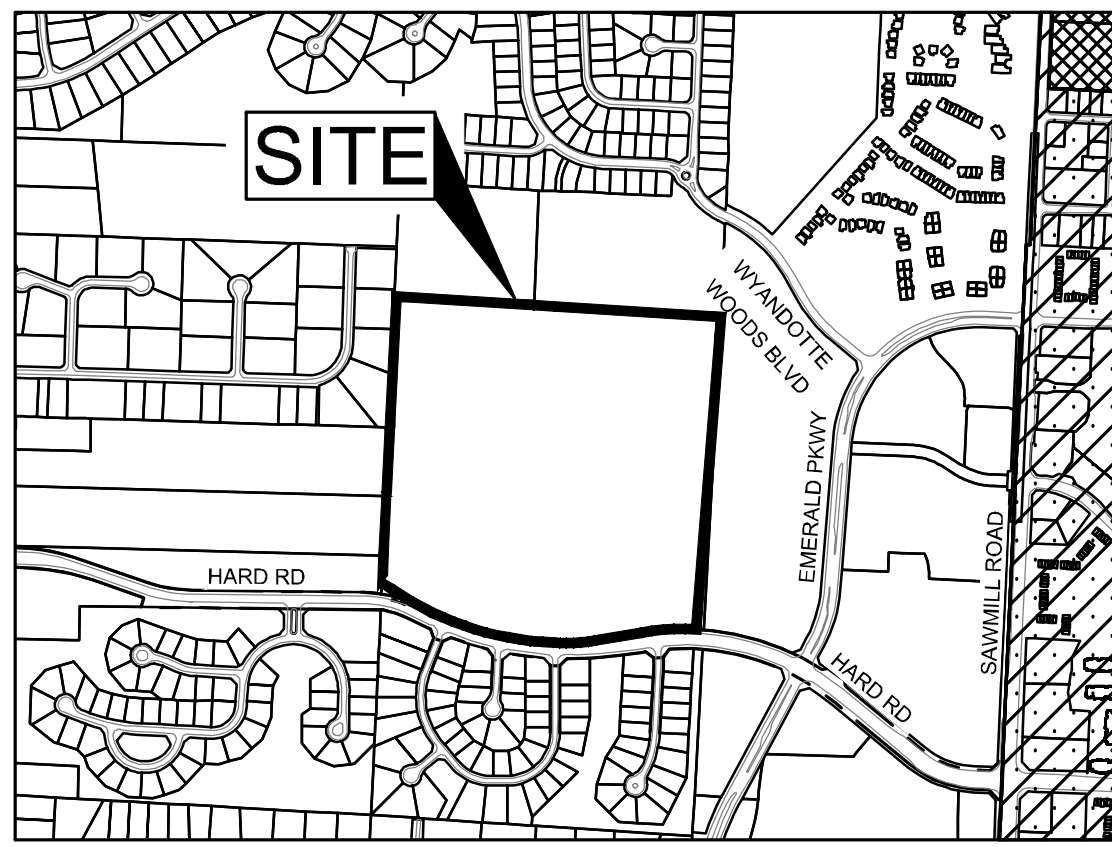 SITE
WYANDOTTE
WOODS BLVD
EMERALD PKWY
SAWMILL ROAD
HARD RD
HARD RD